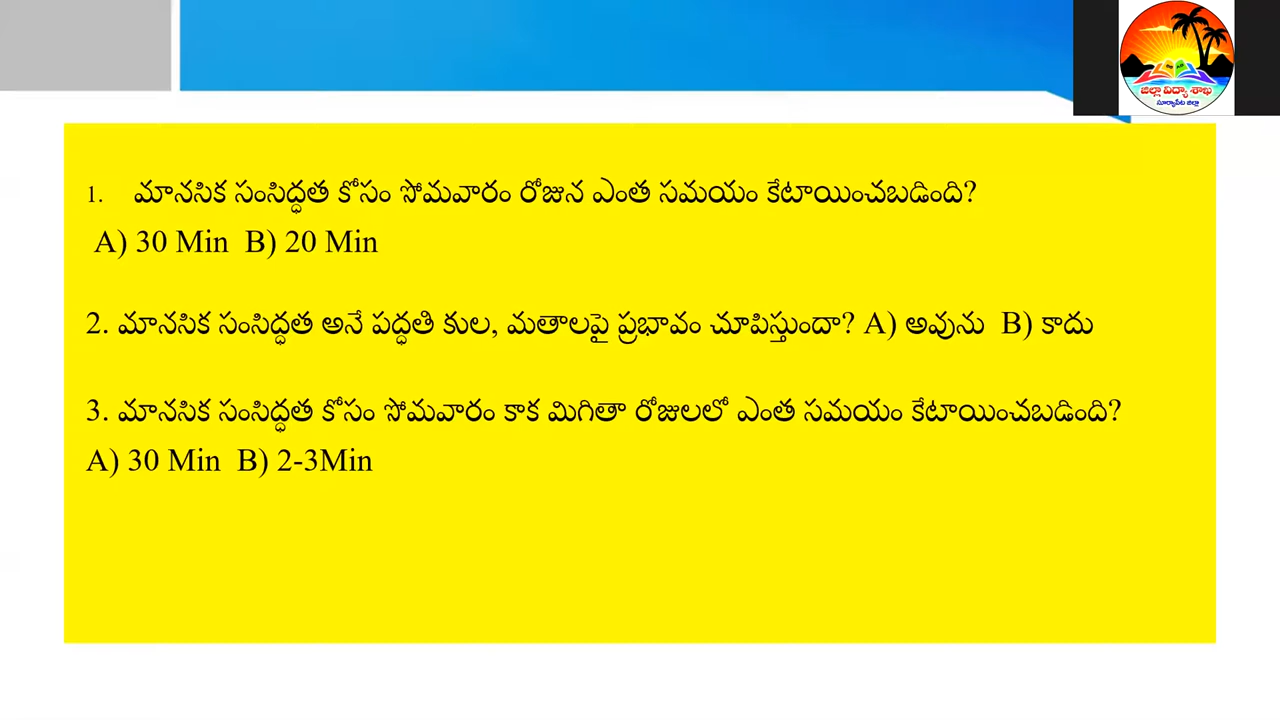 జిల్లా విద్యా శాఖ
సూర్యాపేట జిల్లా
1. మానసిక సంసిద్ధత కోసం సోమవారం రోజున ఎంత సమయం కేటాయించబడింది?
A) 30 Min B) 20 Min
2. మానసిక సంసిద్ధత అనే పద్ధతి కుల, మతాలపై ప్రభావం చూపిస్తుందా? A) అవును B) కాదు
3. మానసిక సంసిద్ధత కోసం సోమవారం కాక మిగితా రోజులలో ఎంత సమయం కేటాయించబడింది?
A) 30 Min B) 2-3Min